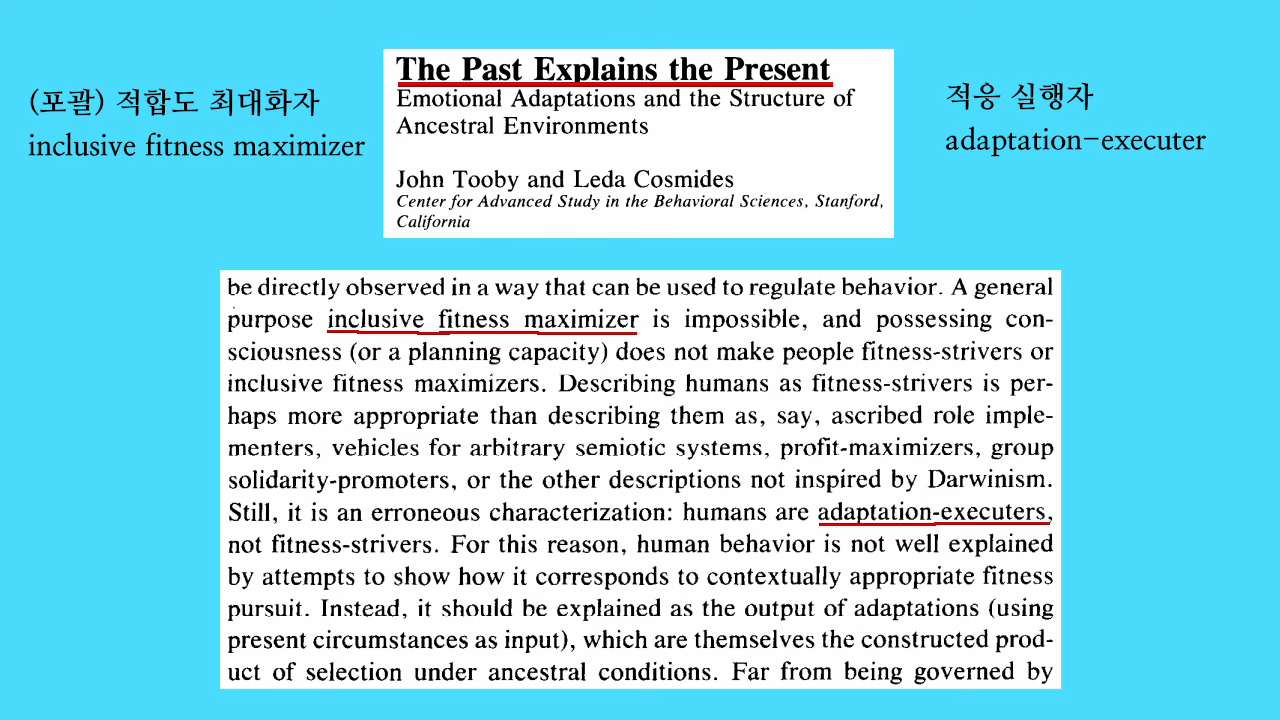 (포괄) 적합도 최대화자
inclusive fitness maximizer
The Past Explains the Present
Emotional Adaptations and the Structure of
Ancestral Environments
John Tooby and Leda Cosmides
Center for Advanced Study in the Behavioral Sciences, Stanford,
California
적응 실행자
adaptation-executer
be directly observed in a way that can be used to regulate behavior. A general
purpose inclusive fitness maximizer is impossible, and possessing con-
sciousness (or a planning capacity) does not make people fitness-strivers or
inclusive fitness maximizers. Describing humans as fitness-strivers is per-
haps more appropriate than describing them as, say, ascribed role imple-
menters, vehicles for arbitrary semiotic systems, profit-maximizers, group
solidarity-promoters, or the other descriptions not inspired by Darwinism.
Still, it is an erroneous characterization: humans are adaptation-executers,
not fitness-strivers. For this reason, human behavior is not well explained
by attempts to show how it corresponds to contextually appropriate fitness
pursuit. Instead, it should be explained as the output of adaptations (using
present circumstances as input), which are themselves the constructed prod-
uct of selection under ancestral conditions. Far from being governed by